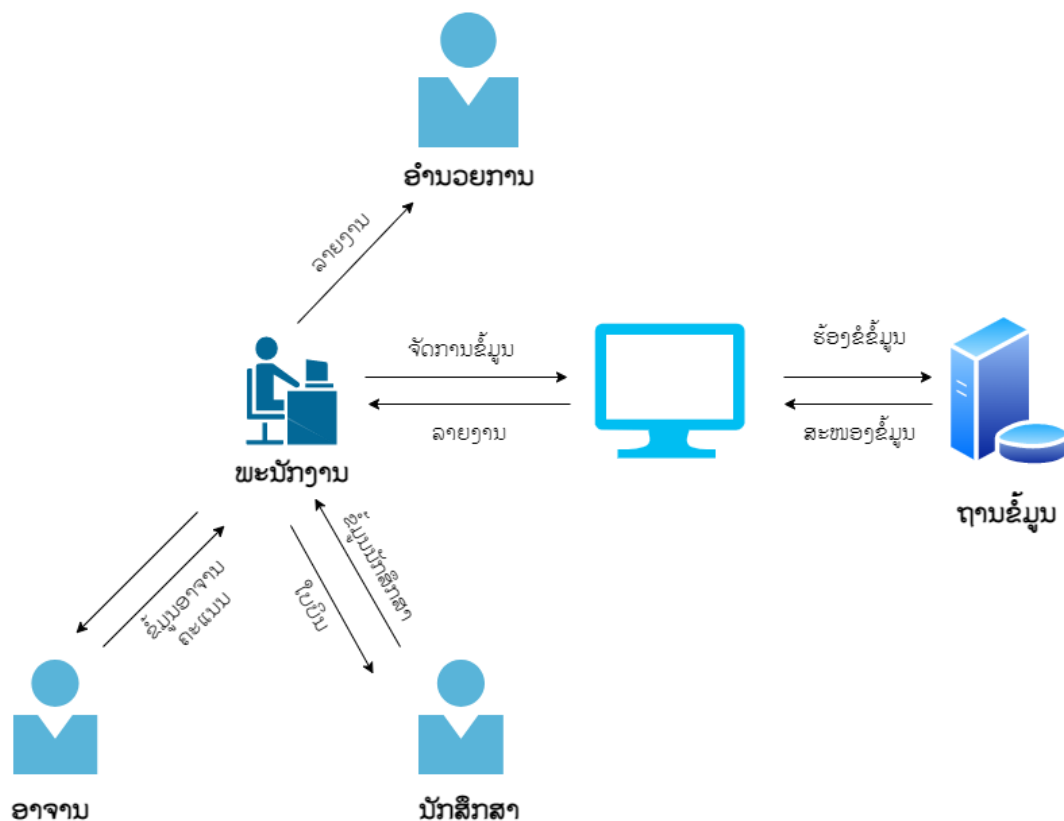 ອຳນວຍການ
ລາຍງານ
ຈັດການຂໍ້ມູນ
ຮ້ອງຂໍຂໍ້ມູນ
ລາຍງານ
ສະໜອງຂໍ້ມູນ
ພະນັກງານ
ຖານຂໍ້ມູນ
ຂໍ້ມູນອາຈານ
ຄະແນນ
ໃບບິນ
ຂໍ້ມູນນັກສຶກສາ
ອາຈານ
ນັກສຶກສາ